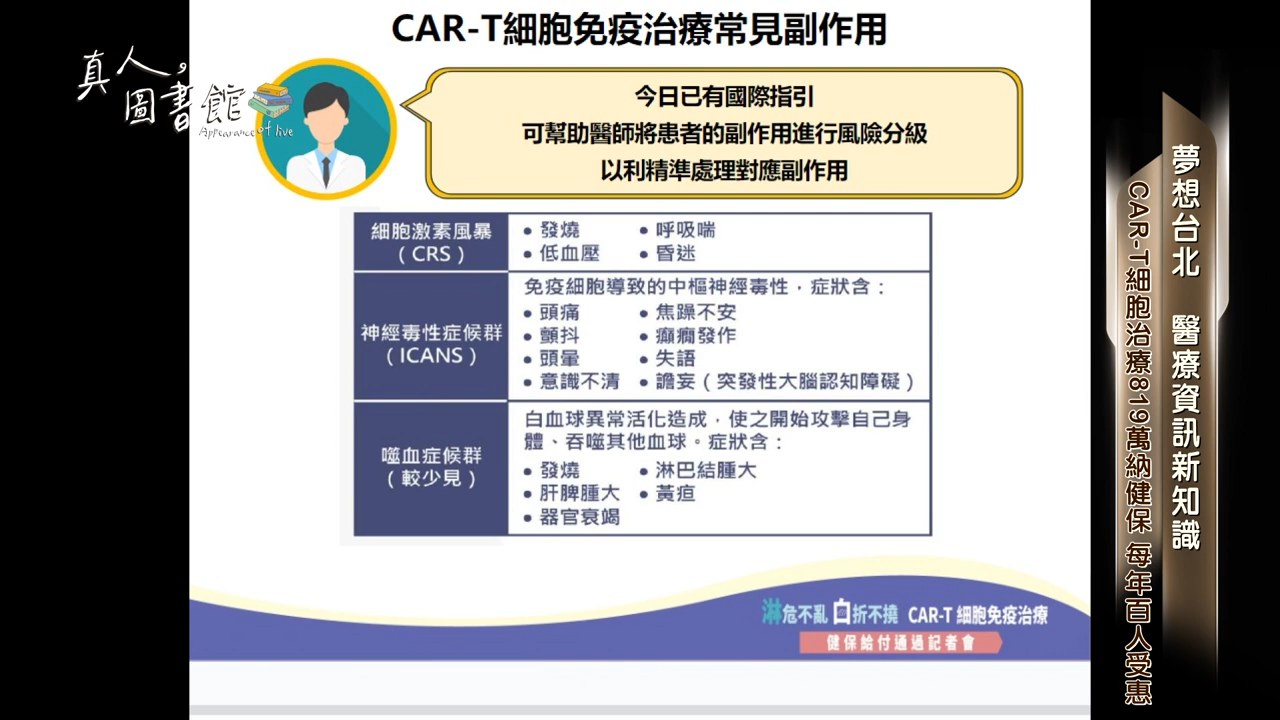 CAR-T細胞免疫治療常見副作用
真人,
圖書館
Appearance of live
今日已有國際指引
可幫助醫師將患者的副作用進行風險分級
以利精準處理對應副作用
細胞激素風暴
(CRS)
• 發燒 • 呼吸喘
• 低血壓 • 昏迷
神經毒性症候群
(ICANS)
免疫細胞導致的中樞神經毒性,症狀含:
• 頭痛 • 焦躁不安
• 顫抖 • 癲癇發作
• 頭暈 • 失語
• 意識不清 • 譫妄(突發性大腦認知障礙)
噬血症候群
(較少見)
白血球異常活化造成,使之開始攻擊自己身
體、吞噬其他血球。症狀含:
• 發燒 • 淋巴結腫大
• 肝脾腫大 • 黃疸
• 器官衰竭
淋危不亂 白折不撓 CAR-T 細胞免疫治療
健保給付通過記者會
夢想台北 醫療資訊新知識
CAR-T細胞治療819萬納健保 每年百人受惠